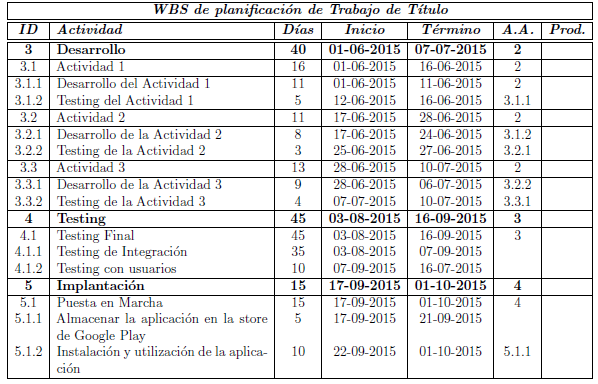 WBS de planificación de Trabajo de Título
ID Actividad Días Inicio Término A.A. Prod.
3 Desarrollo 40 01-06-2015 07-07-2015 2
3.1 Actividad 1 16 01-06-2015 16-06-2015 2
3.1.1 Desarrollo del Actividad 1 11 01-06-2015 11-06-2015 2
3.1.2 Testing del Actividad 1 5 12-06-2015 16-06-2015 3.1.1
3.2 Actividad 2 11 17-06-2015 28-06-2015 2
3.2.1 Desarrollo de la Actividad 2 8 17-06-2015 24-06-2015 3.1.2
3.2.2 Testing de la Actividad 2 3 25-06-2015 27-06-2015 3.2.1
3.3 Actividad 3 13 28-06-2015 10-07-2015 2
3.3.1 Desarrollo de la Actividad 3 9 28-06-2015 06-07-2015 3.2.2
3.3.2 Testing de la Actividad 3 4 07-07-2015 10-07-2015 3.3.1
4 Testing 45 03-08-2015 16-09-2015 3
4.1 Testing Final 45 03-08-2015 16-09-2015 3
4.1.1 Testing de Integración 35 03-08-2015 07-09-2015
4.1.2 Testing con usuarios 10 07-09-2015 16-07-2015
5 Implantación 15 17-09-2015 01-10-2015 4
5.1 Puesta en Marcha 15 17-09-2015 01-10-2015 4
5.1.1 Almacenar la aplicación en la store 5 17-09-2015 21-09-2015
de Google Play
5.1.2 Instalación y utilización de la aplica- 10 22-09-2015 01-10-2015 5.1.1
ción